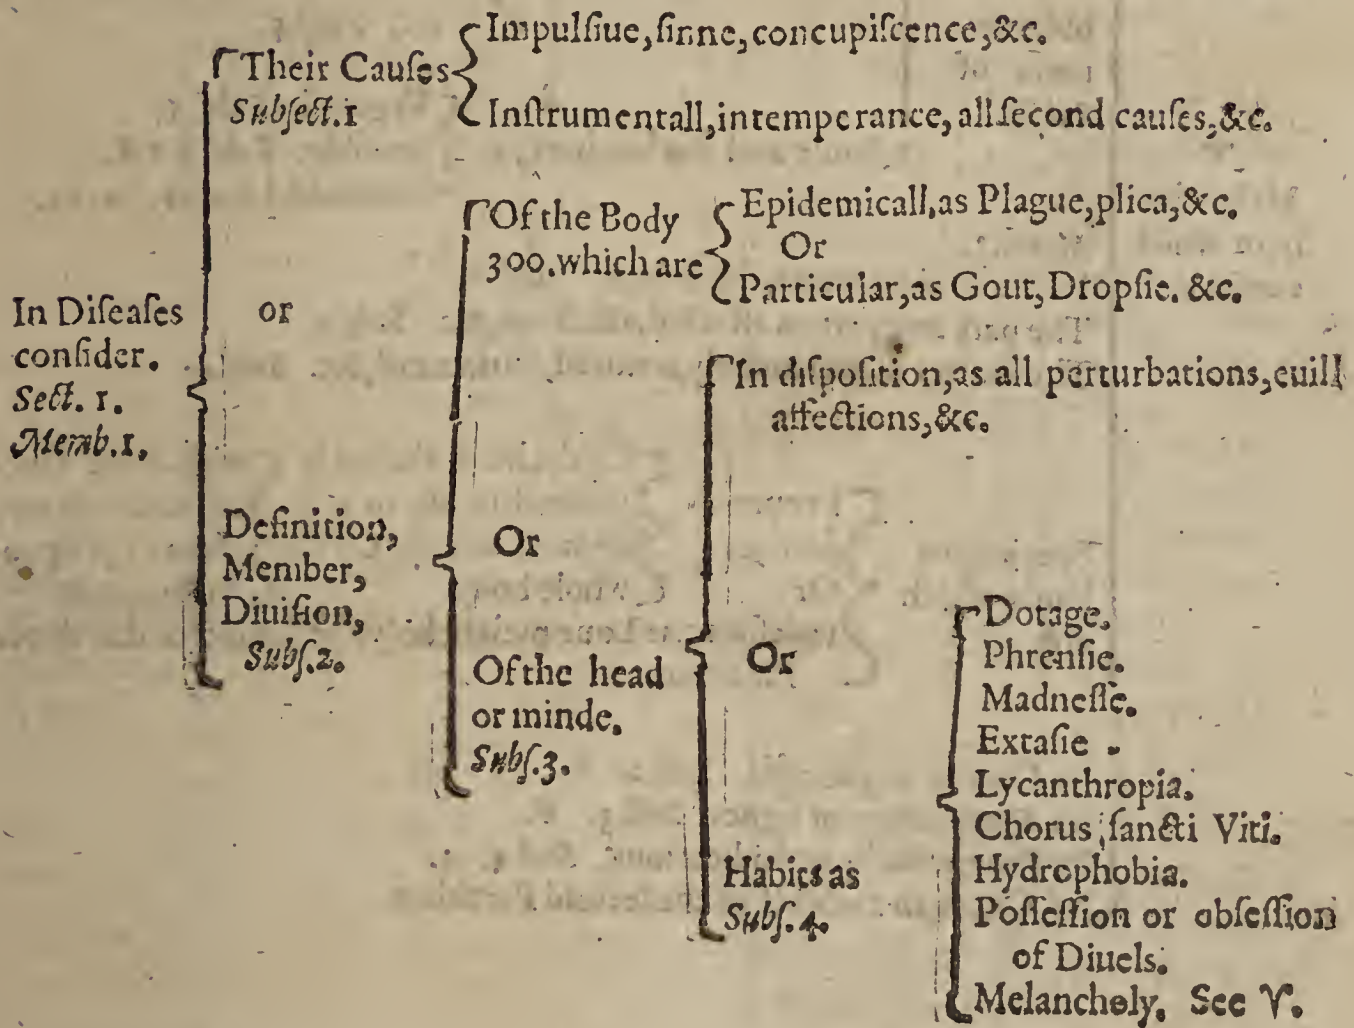 In Diſeaſes
conſider.
Sect. 1.
Memb.1.
Their Cauſes
Subſect.1
Impulſiue,ſinne,concupiſcence,&c.
Inſtrumentall,intemperance, all ſecond cauſes,&c.
or
Definition,
Member,
Diuiſion,
Subſ.2.
Of the Body
300.which are
Epidemicall,as Plague,plica,&c.
Or
Particular,as Gout,Dropſie. &c.
Or
Of the head
or minde.
Subſ.3.
In diſpoſition,as all perturbations,euill
affections,&c.
Or
Habits as
Subſ.4.
Dotage.
Phrenſie.
Madneſſe.
Extaſie .
Lycanthropia.
Chorus ſancti Viti.
Hydrophobia.
Poſſeſſion or obſeſſion
of Diuels.
Melancholy. See ♈.